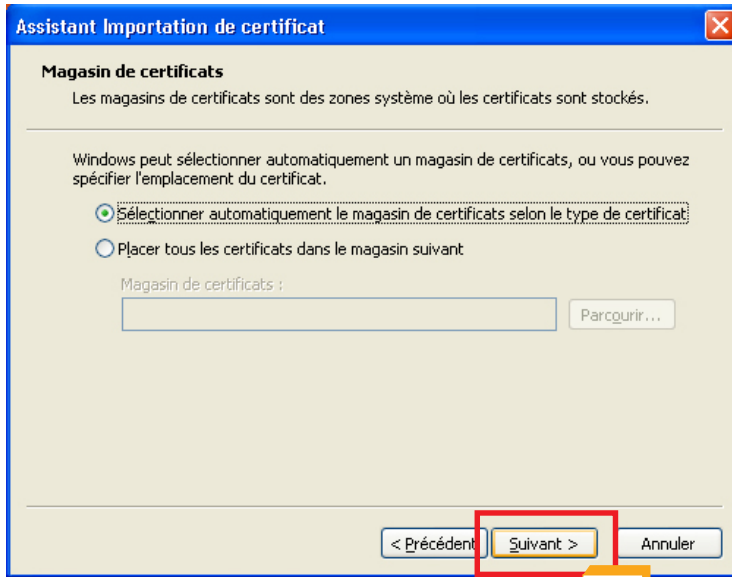 Assistant Importation de certificat
Magasin de certificats
Les magasins de certificats sont des zones système où les certificats sont stockés.
Windows peut sélectionner automatiquement un magasin de certificats, ou vous pouvez
spécifier l'emplacement du certificat.
Sélectionner automatiquement le magasin de certificats selon le type de certificat
Placer tous les certificats dans le magasin suivant
Magasin de certificats :
Parcourir...
< Précédent Suivant > Annuler